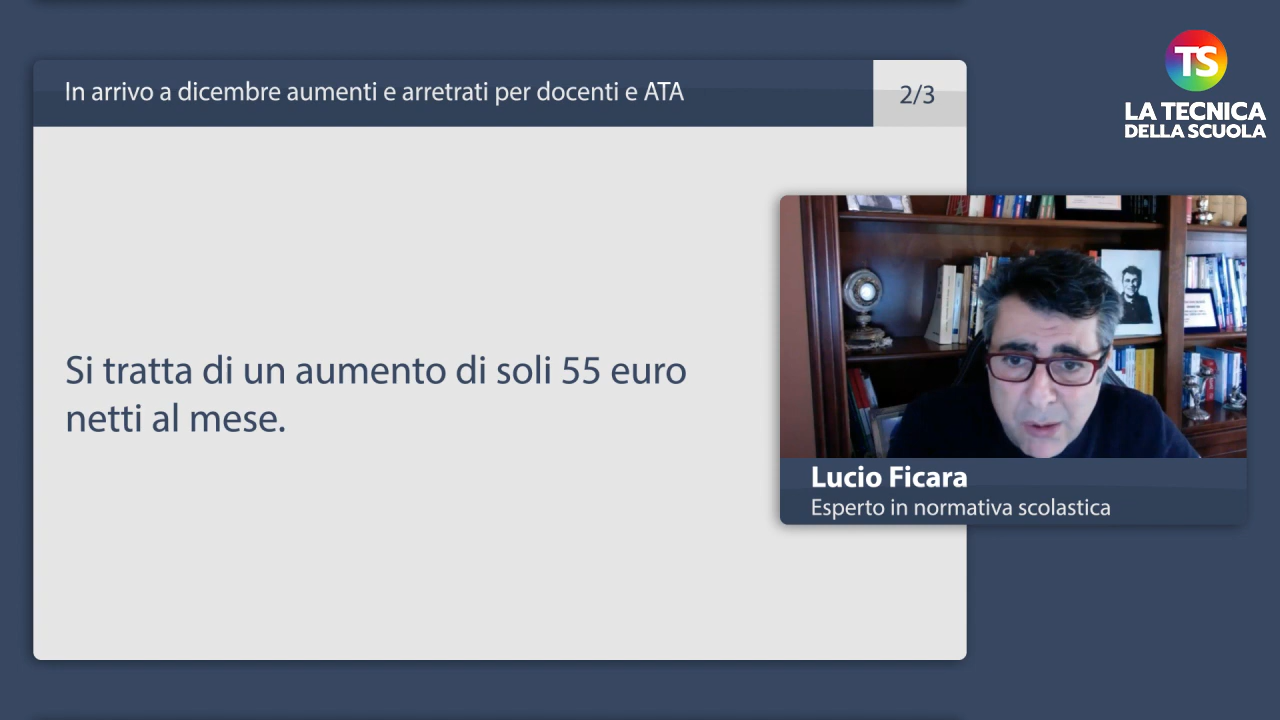 In arrivo a dicembre aumenti e arretrati per docenti e ATA
2/3
TS
LA TECNICA
DELLA SCUOLA
Si tratta di un aumento di soli 55 euro
netti al mese.
Lucio Ficara
Esperto in normativa scolastica